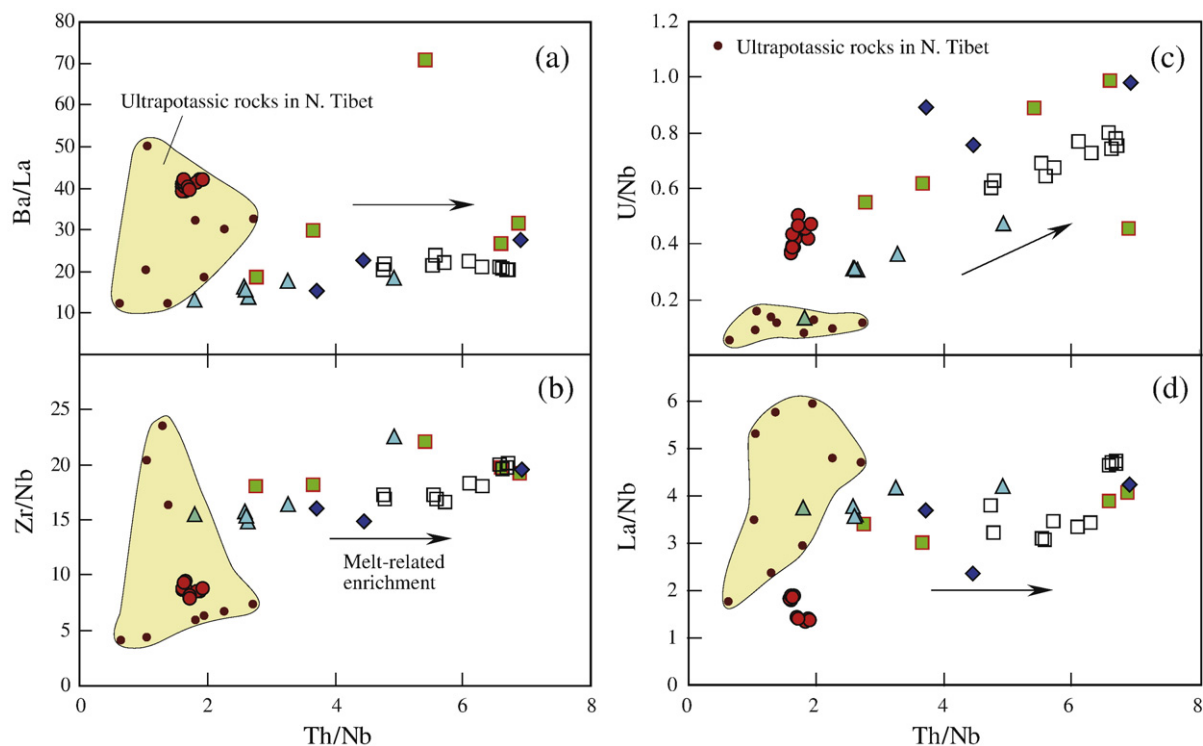 80
70
60
50
40
30
20
10
Ba/La
(a)
Ultrapotassic rocks in N. Tibet
25
20
15
10
5
0
Zr/Nb
(b)
Melt-related
enrichment
0
2
4
6
8
Th/Nb
1.0
0.8
0.6
0.4
0.2
U/Nb
Ultrapotassic rocks in N. Tibet
(c)
6
5
4
3
2
1
0
La/Nb
(d)
0
2
4
6
8
Th/Nb